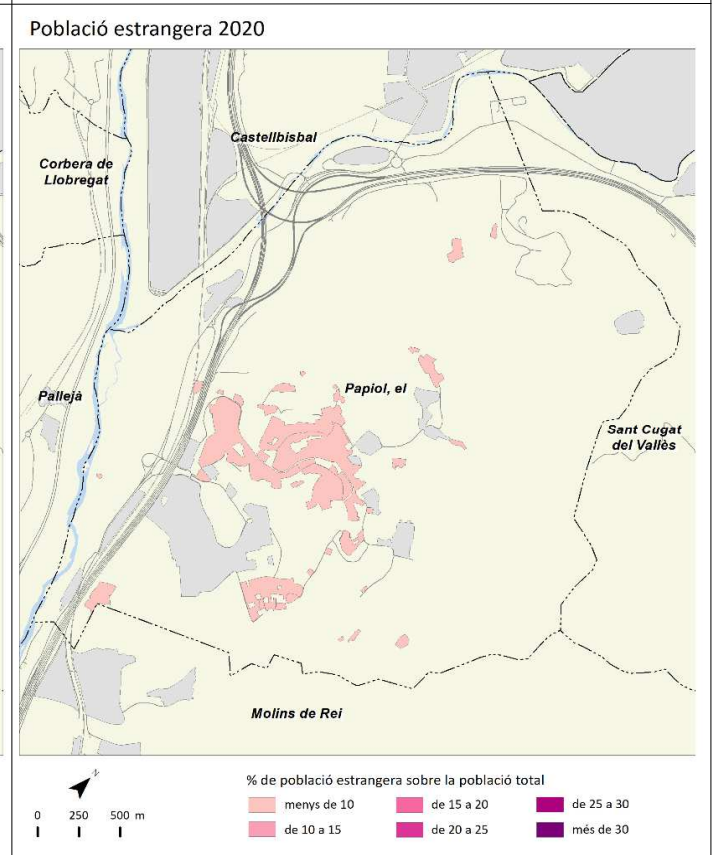 Població estrangera 2020
Castellbisbal
Corbera de
Llobregat
Pallejà
Papiol, el
Sant Cugat
del Vallès
Molins de Rei
N
0 250 500 m
% de població estrangera sobre la població total
menys de 10
de 15 a 20
de 25 a 30
de 10 a 15
de 20 a 25
més de 30